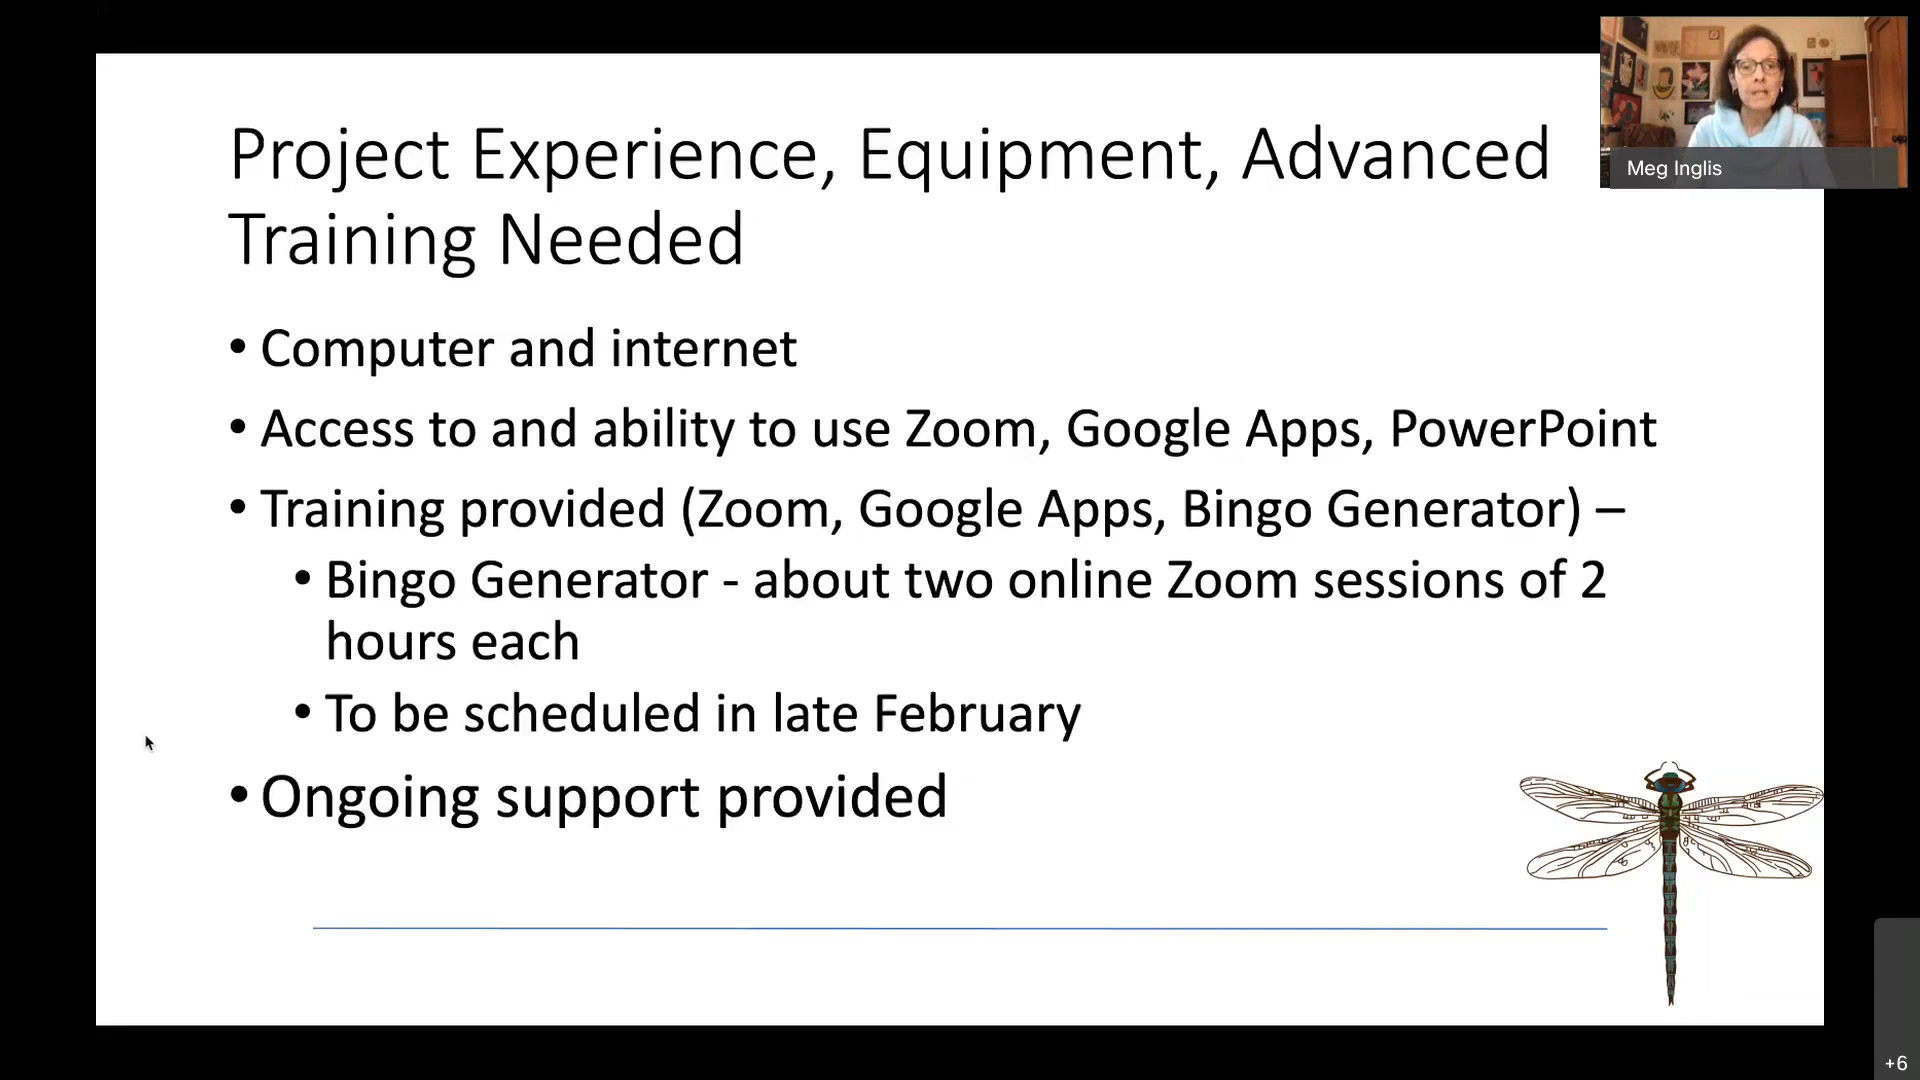 Project Experience, Equipment, Advanced
Training Needed
• Computer and internet
• Access to and ability to use Zoom, Google Apps, PowerPoint
• Training provided (Zoom, Google Apps, Bingo Generator) –
• Bingo Generator - about two online Zoom sessions of 2
hours each
• To be scheduled in late February
• Ongoing support provided
Meg Inglis
+6